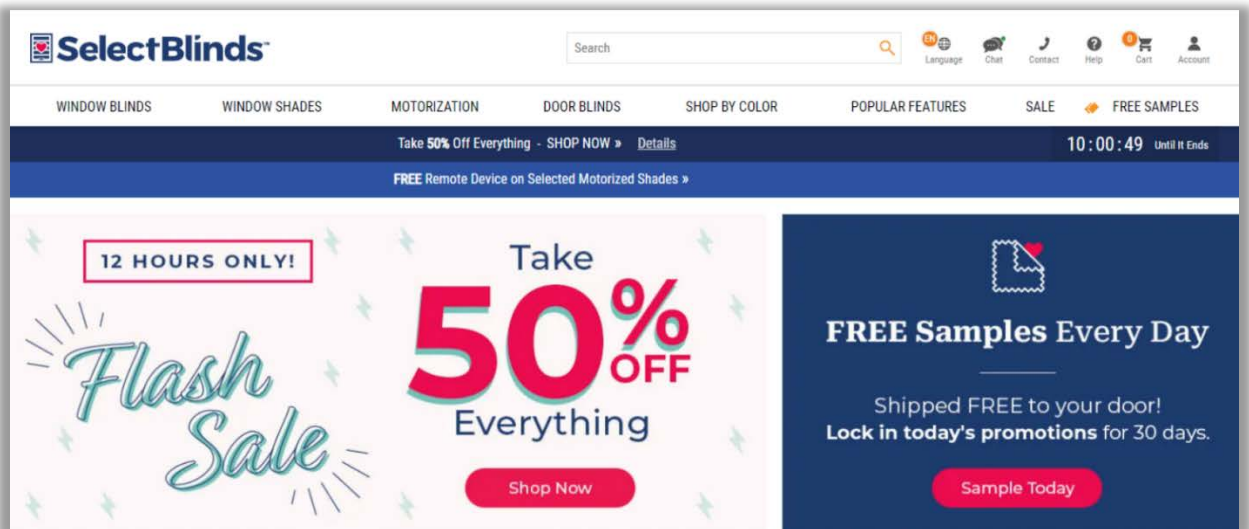 SelectBlinds™
Search
EN
Language
Chat
Contact
Help
0
Cart
Account
WINDOW BLINDS
WINDOW SHADES
MOTORIZATION
DOOR BLINDS
SHOP BY COLOR
POPULAR FEATURES
SALE
FREE SAMPLES
Take 50% Off Everything - SHOP NOW » Details
10:00:49 Until It Ends
FREE Remote Device on Selected Motorized Shades »
12 HOURS ONLY!
Flash
Sale
Take
50%
OFF
Everything
Shop Now
FREE Samples Every Day
Shipped FREE to your door!
Lock in today's promotions for 30 days.
Sample Today